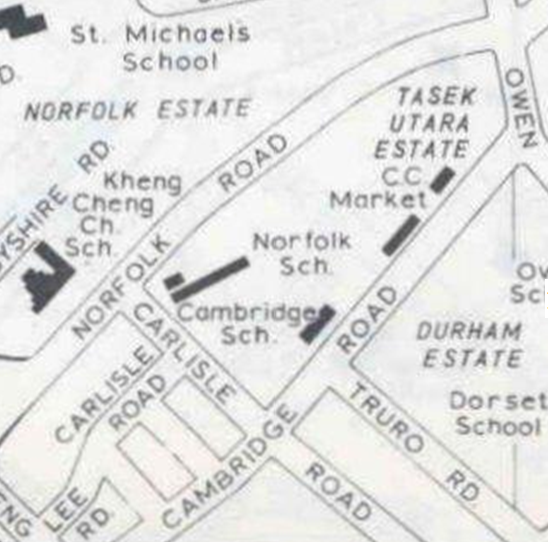 St. Michaels
School
NORFOLK ESTATE
RD.
TASEK
UTARA
ESTATE
OWEN
C.C.
Market
Kheng
Cheng
Ch.
Sch.
NORFOLK ROAD
Norfolk
Sch.
Cambridge
Sch.
CARLISLE
ROAD
DURHAM
ESTATE
Dorset
School
CARLISLE
ROAD
TRURO RD.
CAMBRIDGE
ROAD
LEE
RD.